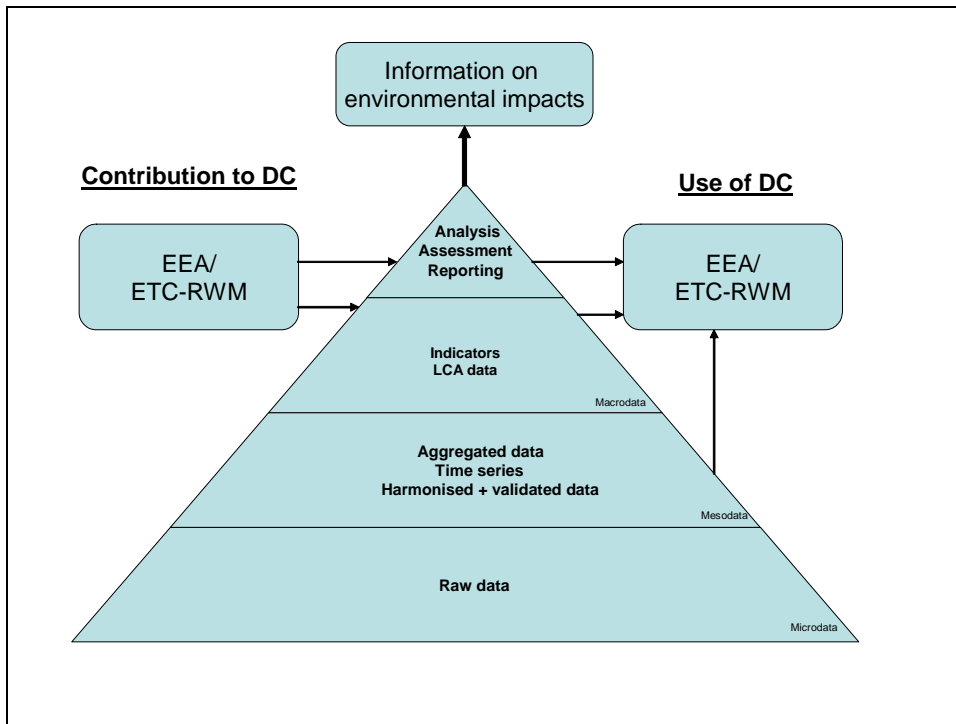 Information on
environmental impacts
Contribution to DC
Use of DC
EEA/
ETC-RWM
Analysis
Assessment
Reporting
EEA/
ETC-RWM
Indicators
LCA data
Macrodata
Aggregated data
Time series
Harmonised + validated data
Mesodata
Raw data
Microdata